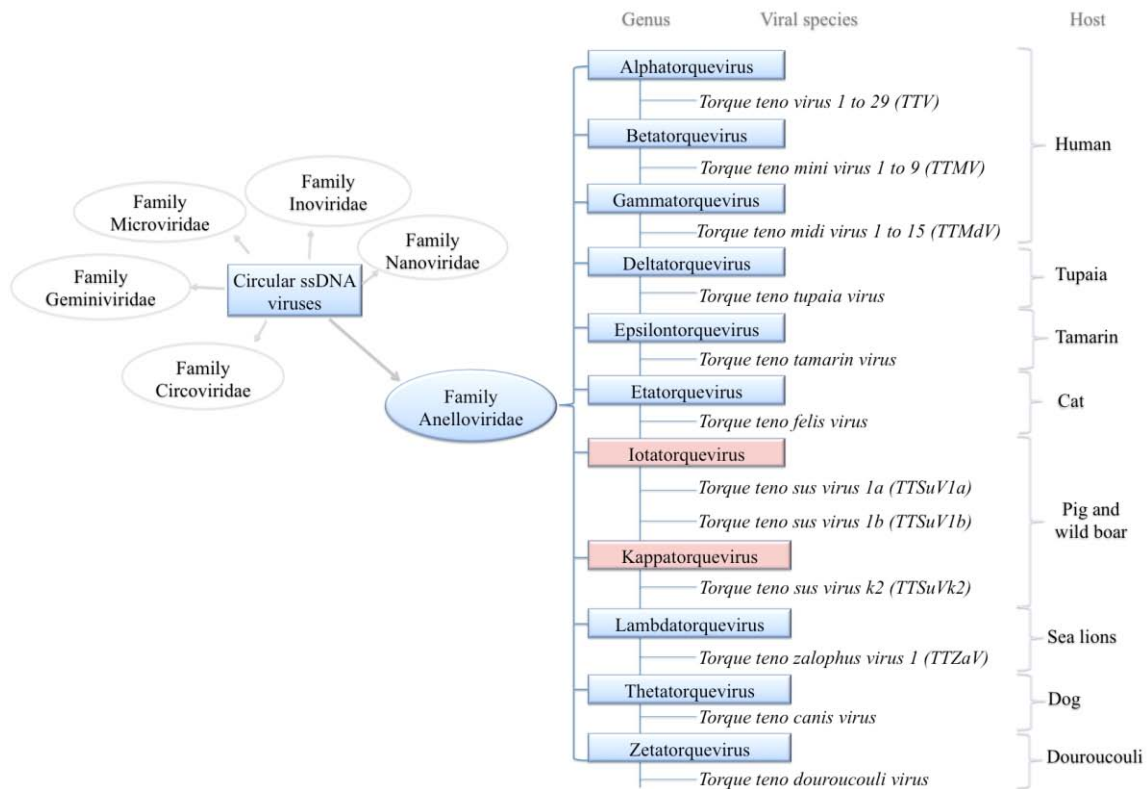 Genus
Viral species
Host
Family
Microviridae
Family
Inoviridae
Family
Nanoviridae
Family
Geminiviridae
Circular ssDNA
viruses
Family
Circoviridae
Family
Anelloviridae
Alphatorquevirus
Torque teno virus 1 to 29 (TTV)
Betatorquevirus
Torque teno mini virus 1 to 9 (TTMV)
Gammatorquevirus
Torque teno midi virus 1 to 15 (TTMdV)
Human
Deltatorquevirus
Torque teno tupaia virus
Tupaia
Epsilontorquevirus
Torque teno tamarin virus
Tamarin
Etatorquevirus
Torque teno felis virus
Cat
Iotatorquevirus
Torque teno sus virus 1a (TTSuV1a)
Torque teno sus virus 1b (TTSuV1b)
Kappatorquevirus
Torque teno sus virus k2 (TTSuVk2)
Pig and
wild boar
Lambdatorquevirus
Torque teno zalophus virus 1 (TTZaV)
Sea lions
Thetatorquevirus
Torque teno canis virus
Dog
Zetatorquevirus
Torque teno douroucouli virus
Douroucouli